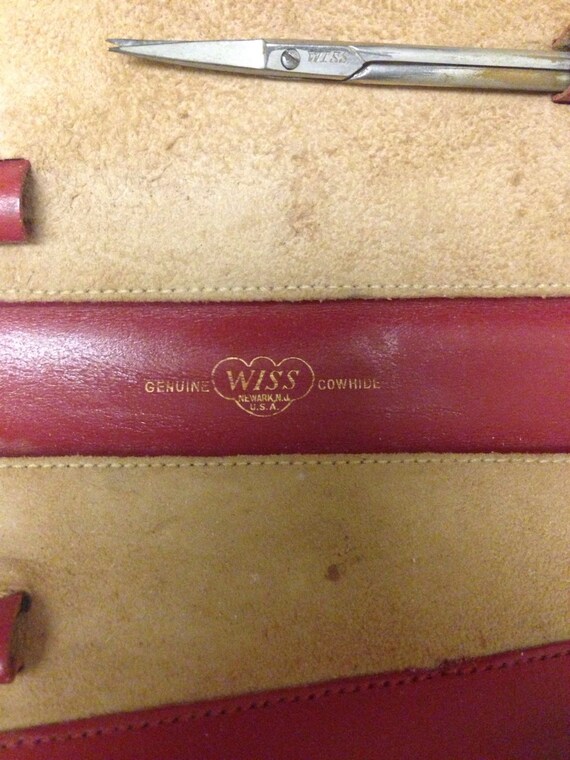 WISS
GENUINE WISS COWHIDE
NEWARK, N.J.
U.S.A.